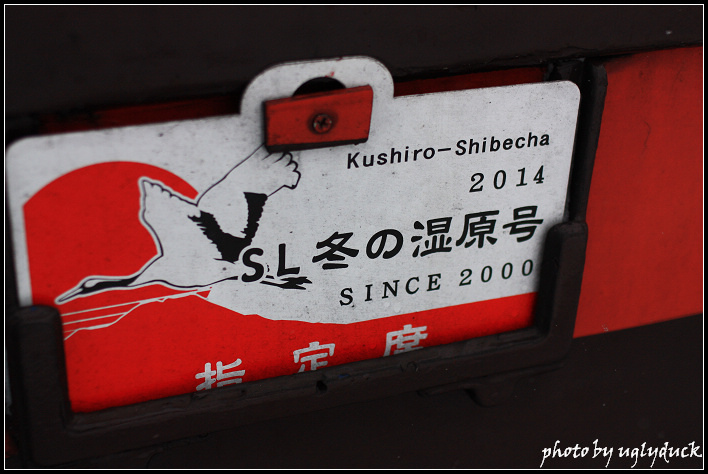 Kushiro-Shibecha
2014
SL冬の湿原号
SINCE 2000
指定席
photo by uglyduck